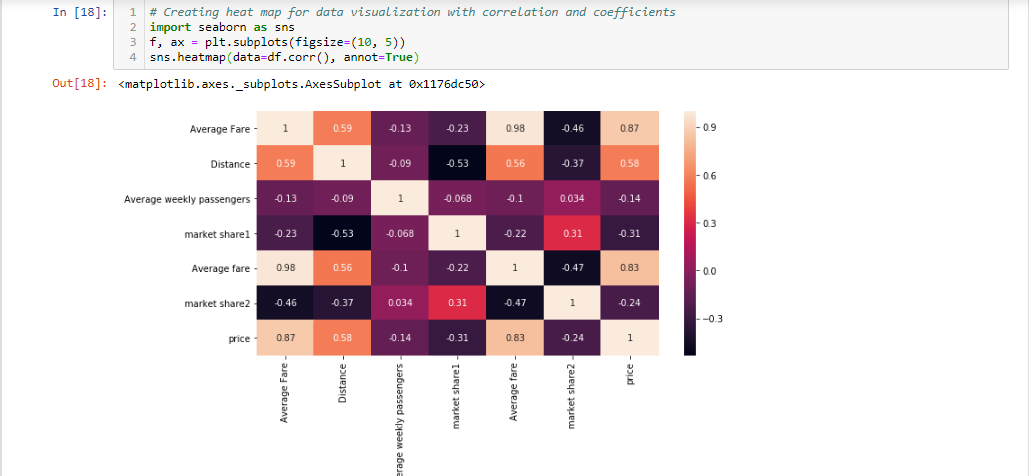 In [18]:
1 # Creating heat map for data visualization with correlation and coefficients
2 import seaborn as sns
3 f, ax = plt.subplots(figsize=(10, 5))
4 sns.heatmap(data=df.corr(), annot=True)
Out[18]: <matplotlib.axes._subplots.AxesSubplot at 0x1176dc50>
Average Fare 1 0.59 -0.13 -0.23 0.98 -0.46 0.87
Distance 0.59 1 -0.09 -0.53 0.56 -0.37 0.58
Average weekly passengers -0.13 -0.09 1 -0.068 -0.1 0.034 -0.14
market share1 -0.23 -0.53 -0.068 1 -0.22 0.31 -0.31
Average fare 0.98 0.56 -0.1 -0.22 1 -0.47 0.83
market share2 -0.46 -0.37 0.034 0.31 -0.47 1 -0.24
price 0.87 0.58 -0.14 -0.31 0.83 -0.24 1
0.9
0.6
0.3
0.0
−0.3
Average Fare
Distance
erage weekly passengers
market share1
Average fare
market share2
price